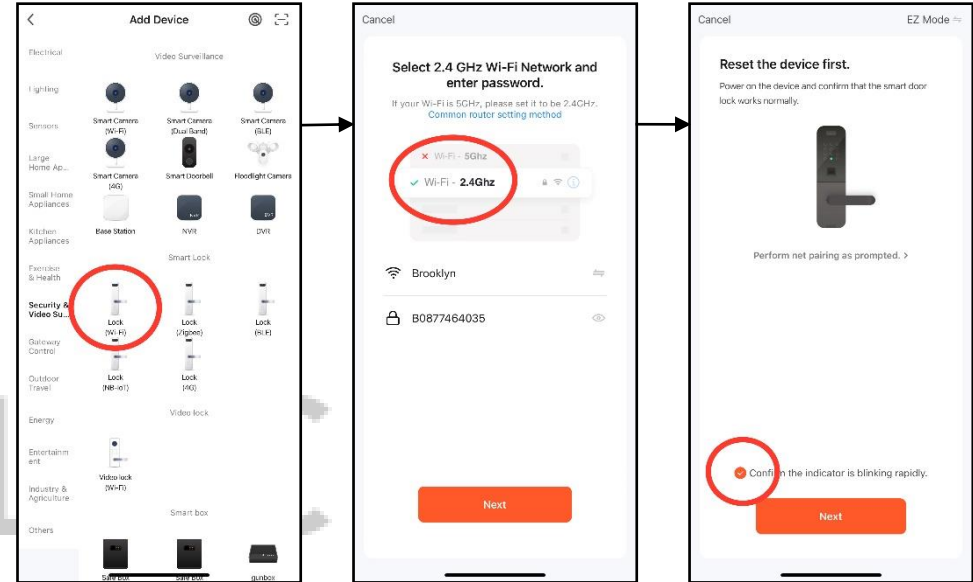 Add Device
Electrical
Lighting
Sensors
Large
Home Ap...
Small Home
Appliances
Kitchen
Appliances
Exercise
& Health
Security &
Video Su...
Gateway
Control
Outdoor
Travel
Energy
Entertainm
ent
Industry &
Agriculture
Others
Video Surveillance
Smart Camera
(Wi-Fi)
Smart Camera
(Dual Band)
Smart Camera
(BLE)
Smart Camera
(4G)
Smart Doorbell
Floodlight Camera
Base Station
NVR
DVR
Smart Lock
Lock
(Wi-Fi)
Lock
(Zigbee)
Lock
(BLE)
Lock
(NB-IoT)
Lock
(4G)
Video lock
Video lock
(Wi-Fi)
Smart box
Safe Box
Safe Box
gunbox
Cancel
Select 2.4 GHz Wi-Fi Network and
enter password.
If your Wi-Fi is 5GHz, please set it to be 2.4GHz.
Common router setting method
Wi-Fi - 5Ghz
Wi-Fi - 2.4Ghz
Brooklyn
B0877464035
Next
Cancel
EZ Mode
Reset the device first.
Power on the device and confirm that the smart door
lock works normally.
Perform net pairing as prompted. >
Confirm the indicator is blinking rapidly.
Next